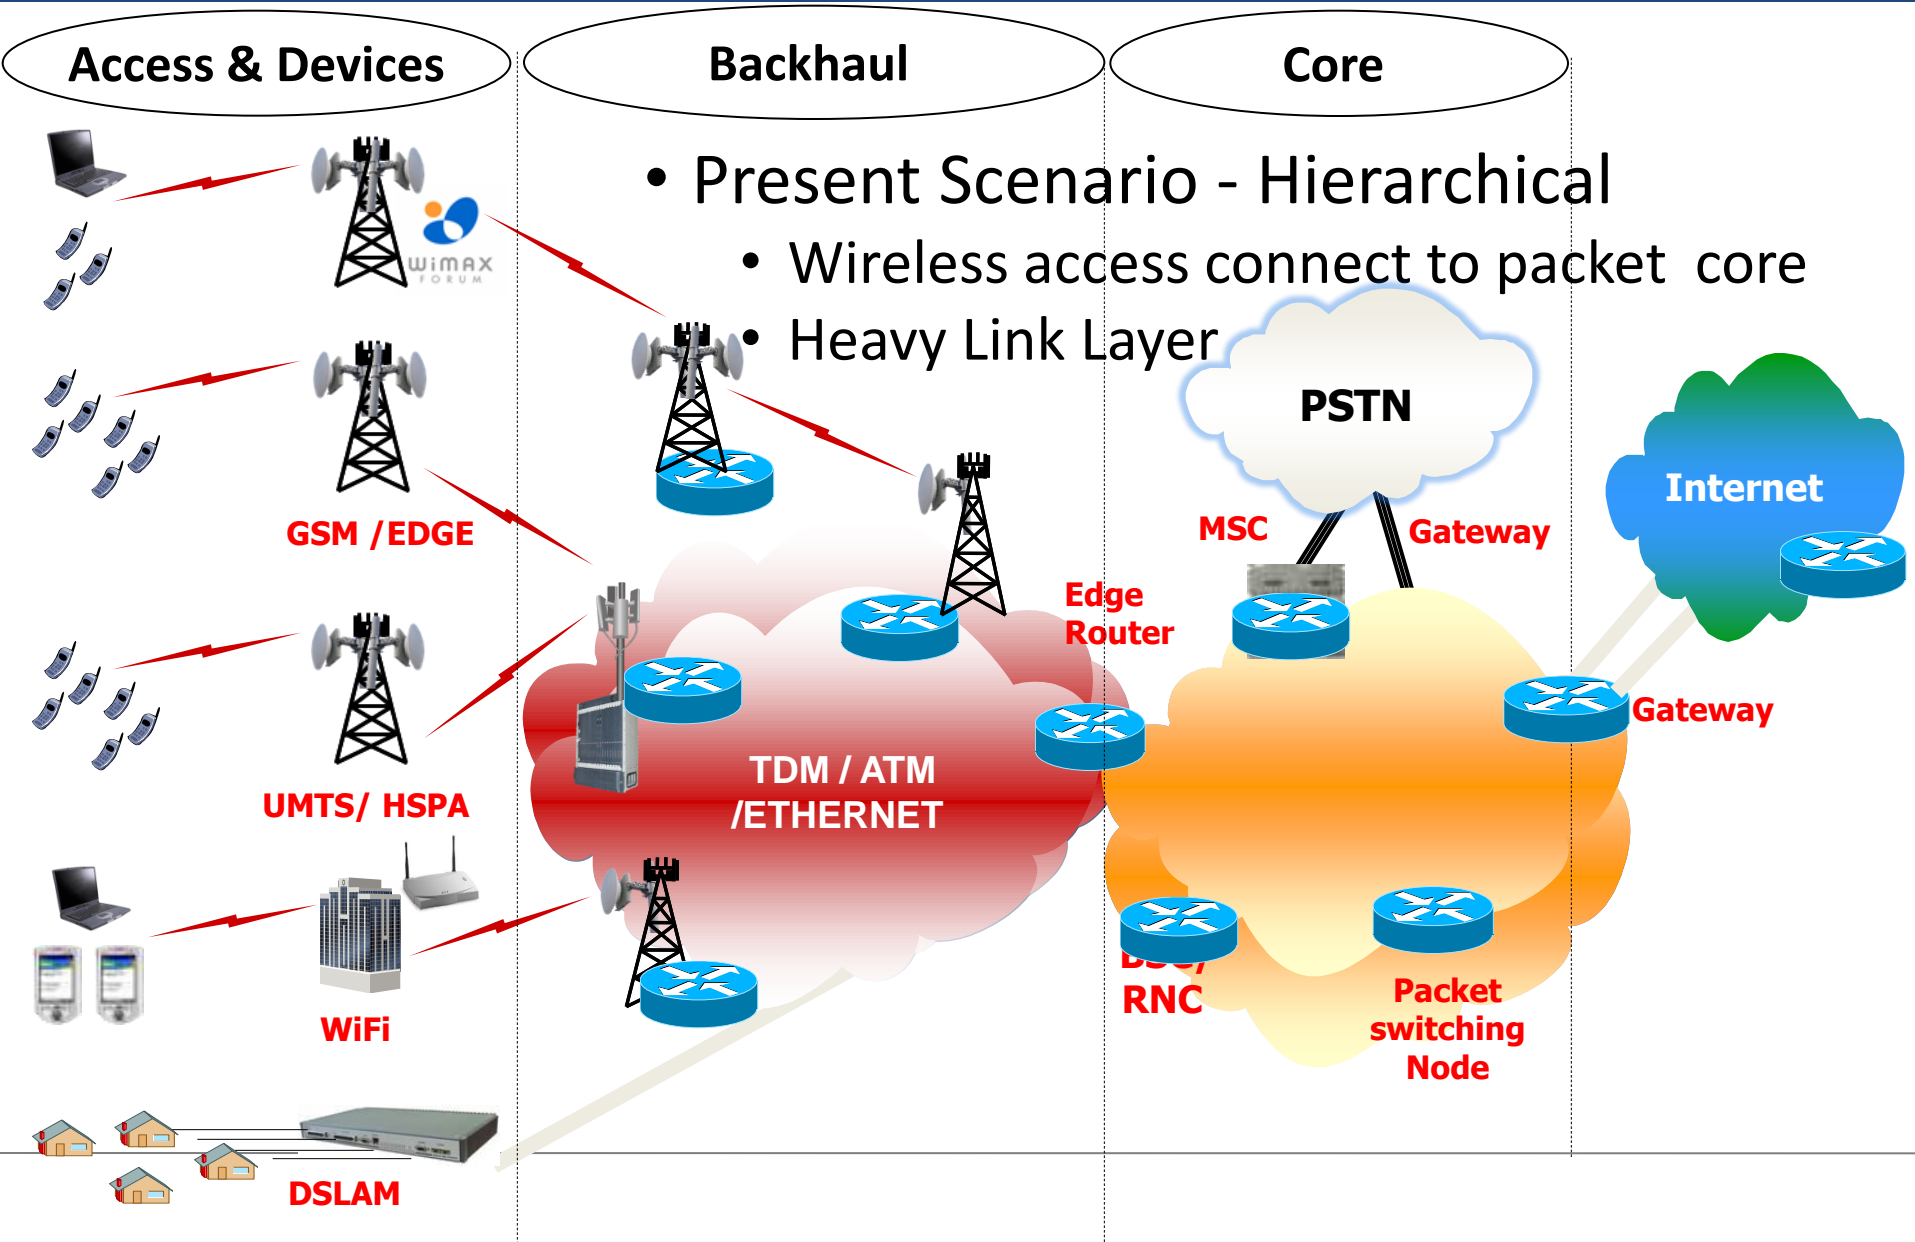 Access & Devices
Backhaul
Core
• Present Scenario - Hierarchical
• Wireless access connect to packet core
• Heavy Link Layer
WiMAX
FORUM
PSTN
Internet
GSM /EDGE
MSC
Gateway
Edge
Router
Gateway
TDM / ATM
/ETHERNET
UMTS/ HSPA
BSC/
RNC
Packet
switching
Node
WiFi
DSLAM